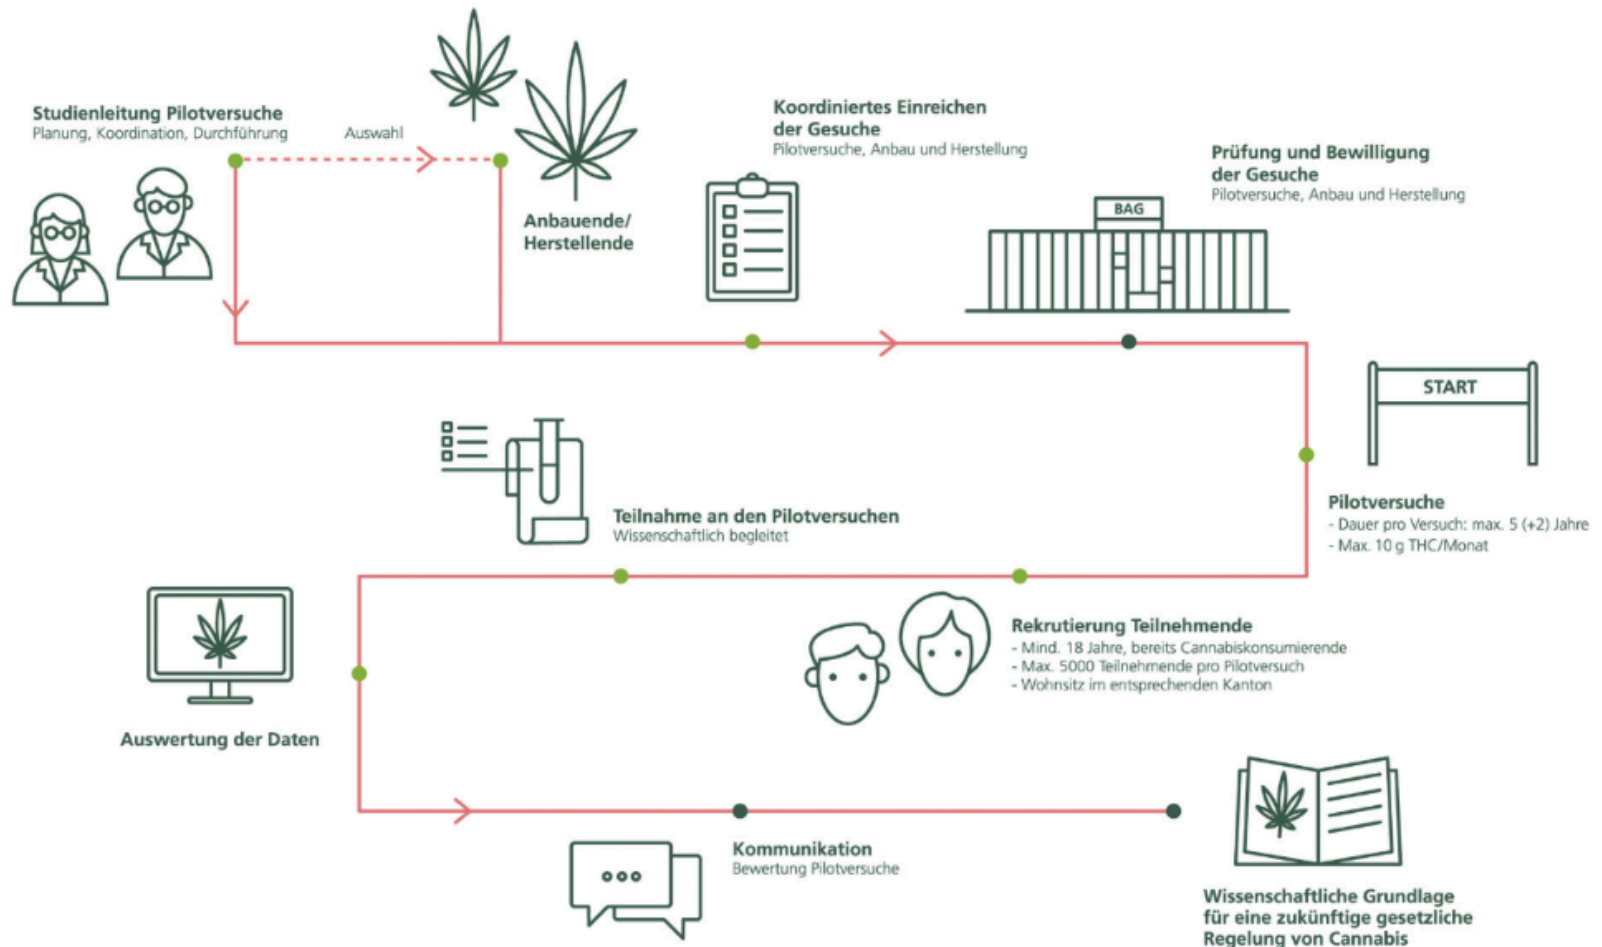 Studienleitung Pilotversuche
Planung, Koordination, Durchführung
Auswahl
Anbauende/
Herstellende
Koordiniertes Einreichen
der Gesuche
Pilotversuche, Anbau und Herstellung
Prüfung und Bewilligung
der Gesuche
Pilotversuche, Anbau und Herstellung
BAG
START
Pilotversuche
- Dauer pro Versuch: max. 5 (+2) Jahre
- Max. 10 g THC/Monat
Teilnahme an den Pilotversuchen
Wissenschaftlich begleitet
Rekrutierung Teilnehmende
- Mind. 18 Jahre, bereits Cannabiskonsumierende
- Max. 5000 Teilnehmende pro Pilotversuch
- Wohnsitz im entsprechenden Kanton
Auswertung der Daten
Kommunikation
Bewertung Pilotversuche
Wissenschaftliche Grundlage
für eine zukünftige gesetzliche
Regelung von Cannabis